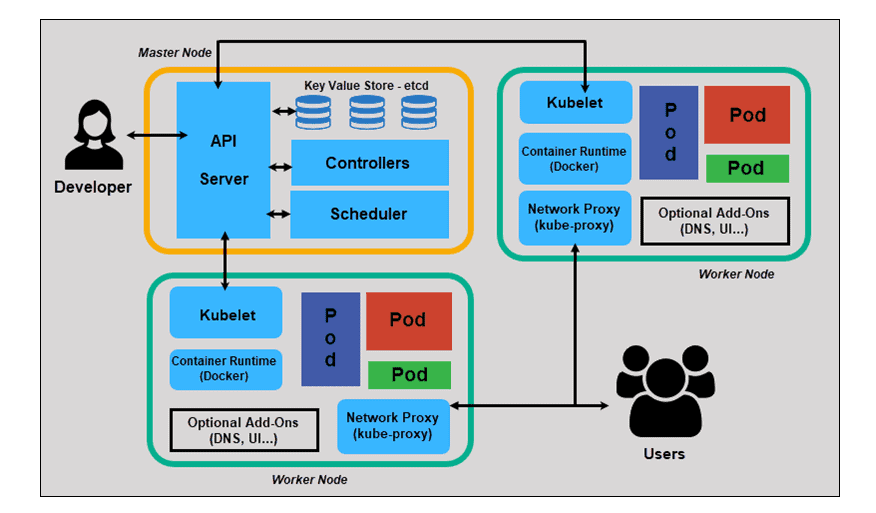 Master Node
Key Value Store - etcd
API
Server
Controllers
Scheduler
Developer
Kubelet
Container Runtime
(Docker)
Network Proxy
(kube-proxy)
P
o
d
Pod
Pod
Optional Add-Ons
(DNS, UI...)
Worker Node
Kubelet
Container Runtime
(Docker)
P
o
d
Pod
Pod
Optional Add-Ons
(DNS, UI...)
Network Proxy
(kube-proxy)
Worker Node
Users